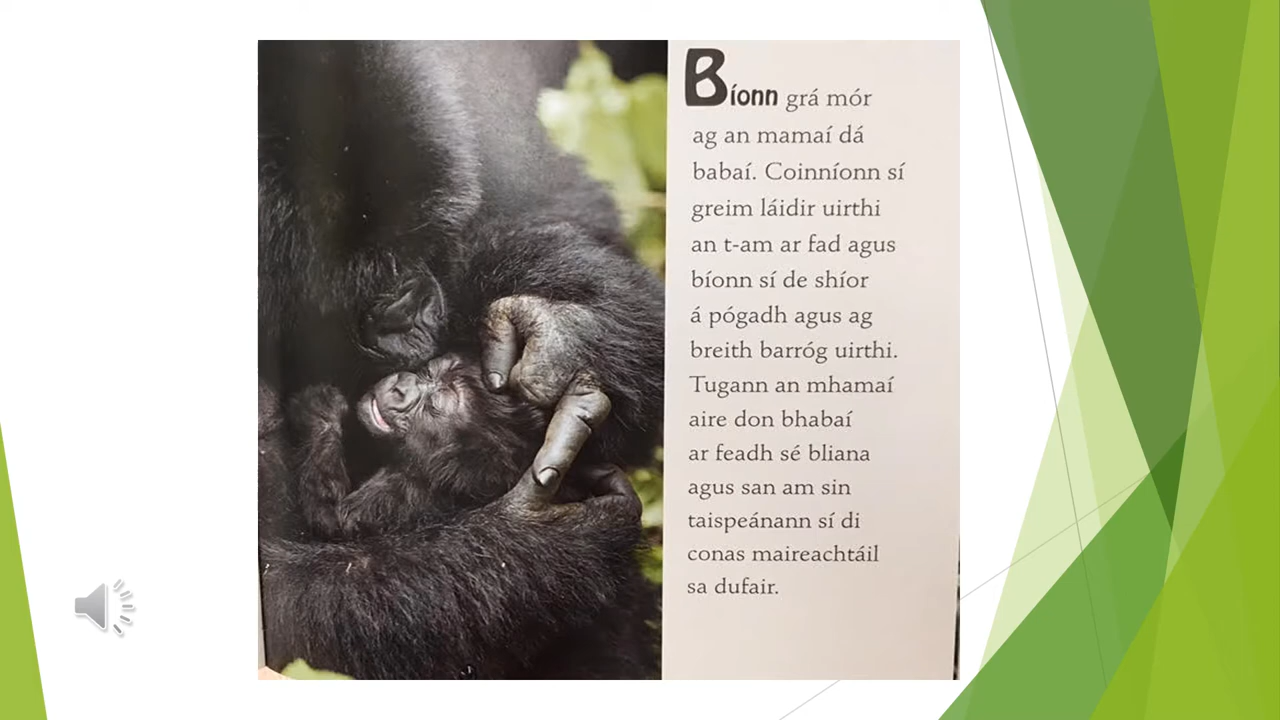 Bíonn grá mór
ag an mamaí dá
babaí. Coinníonn sí
greim láidir uirthi
an t-am ar fad agus
bíonn sí de shíor
á pógadh agus ag
breith barróg uirthi.
Tugann an mhamaí
aire don bhabaí
ar feadh sé bliana
agus san am sin
taispeánann sí di
conas maireachtáil
sa dufair.